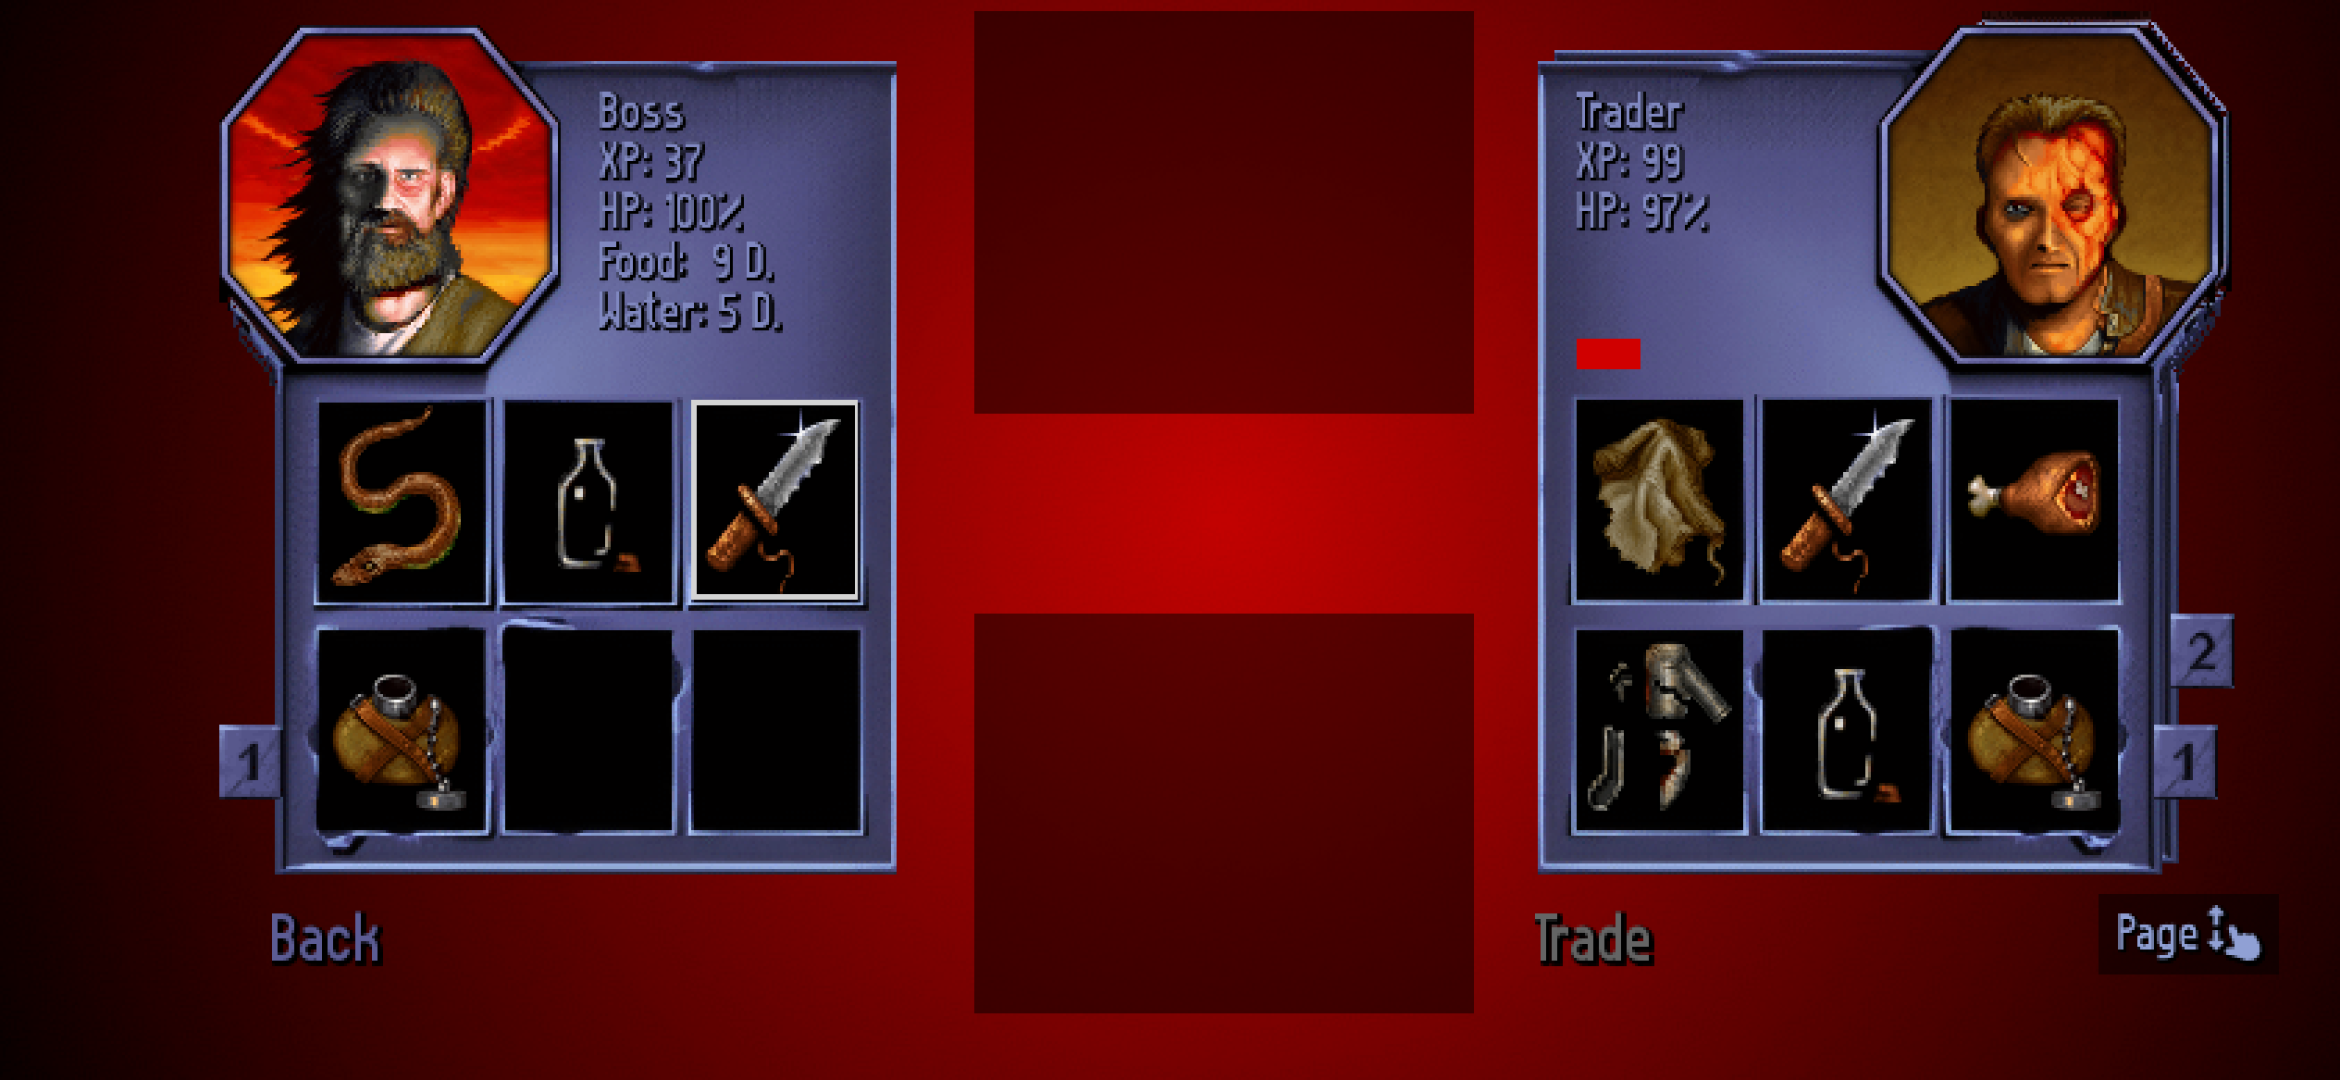 Boss
XP: 37
HP: 100%
Food: 9 D.
Water: 5 D.
1
Back
Trader
XP: 99
HP: 97%
2
1
Trade
Page